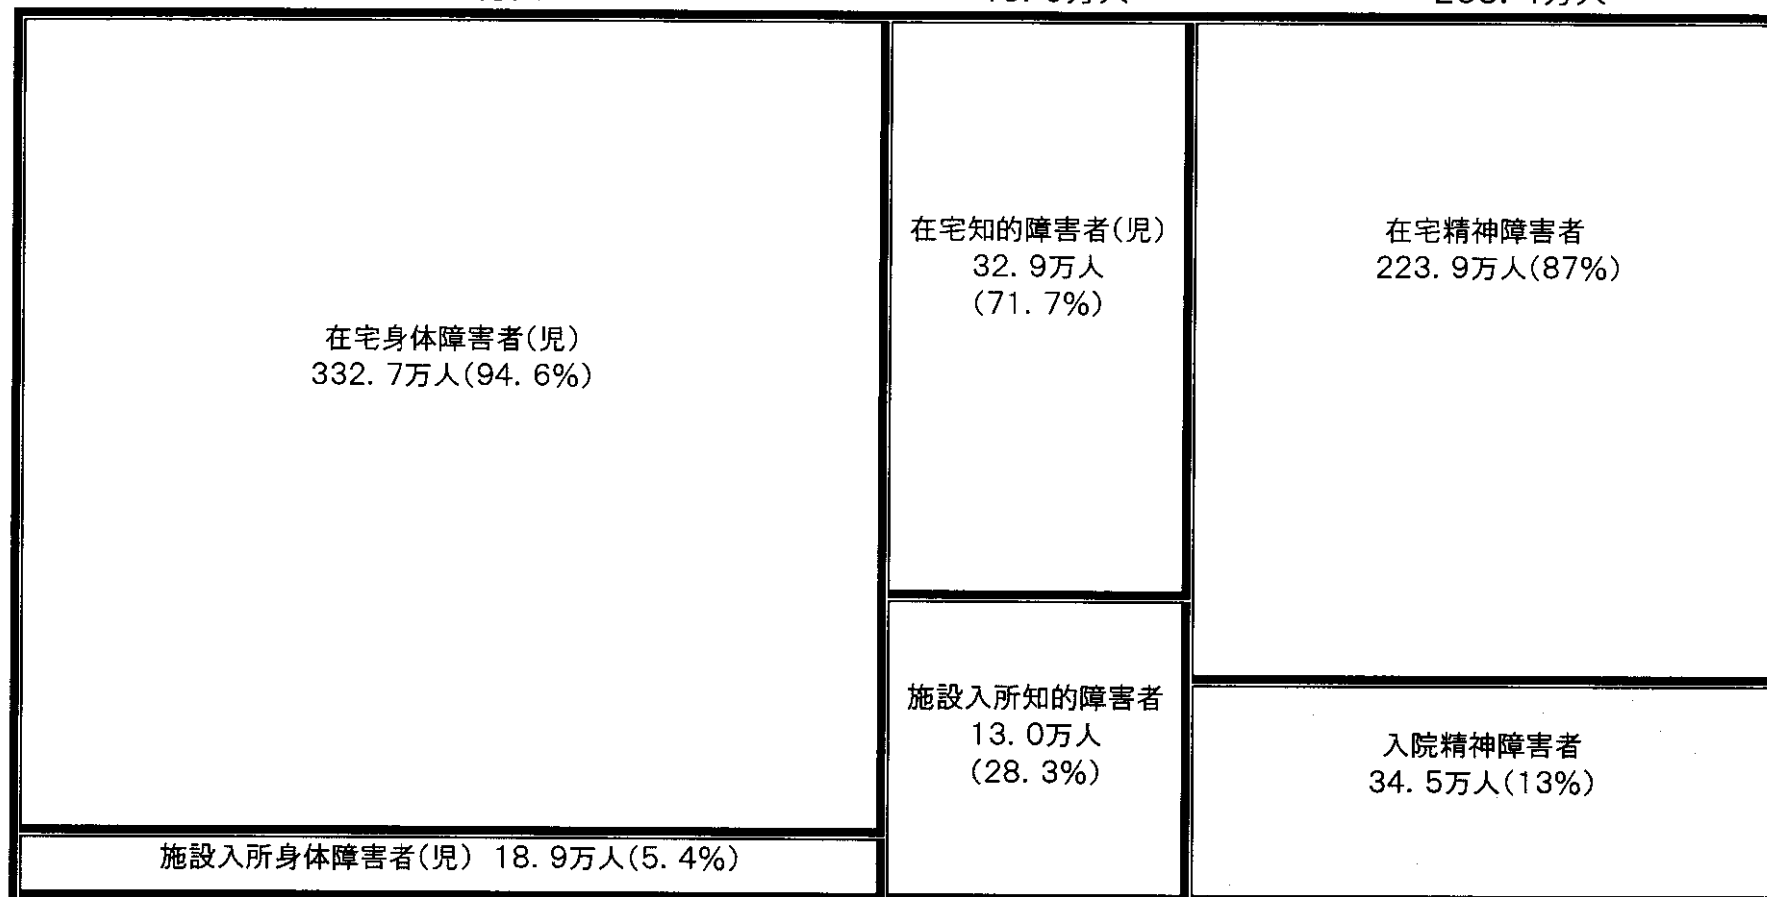 在宅身体障害者(児)
332. 7万人(94. 6%)
施設入所身体障害者(児) 18. 9万人(5. 4%)
在宅知的障害者(児)
32. 9万人
(71. 7%)
施設入所知的障害者
13. 0万人
(28. 3%)
在宅精神障害者
223. 9万人(87%)
入院精神障害者
34. 5万人(13%)